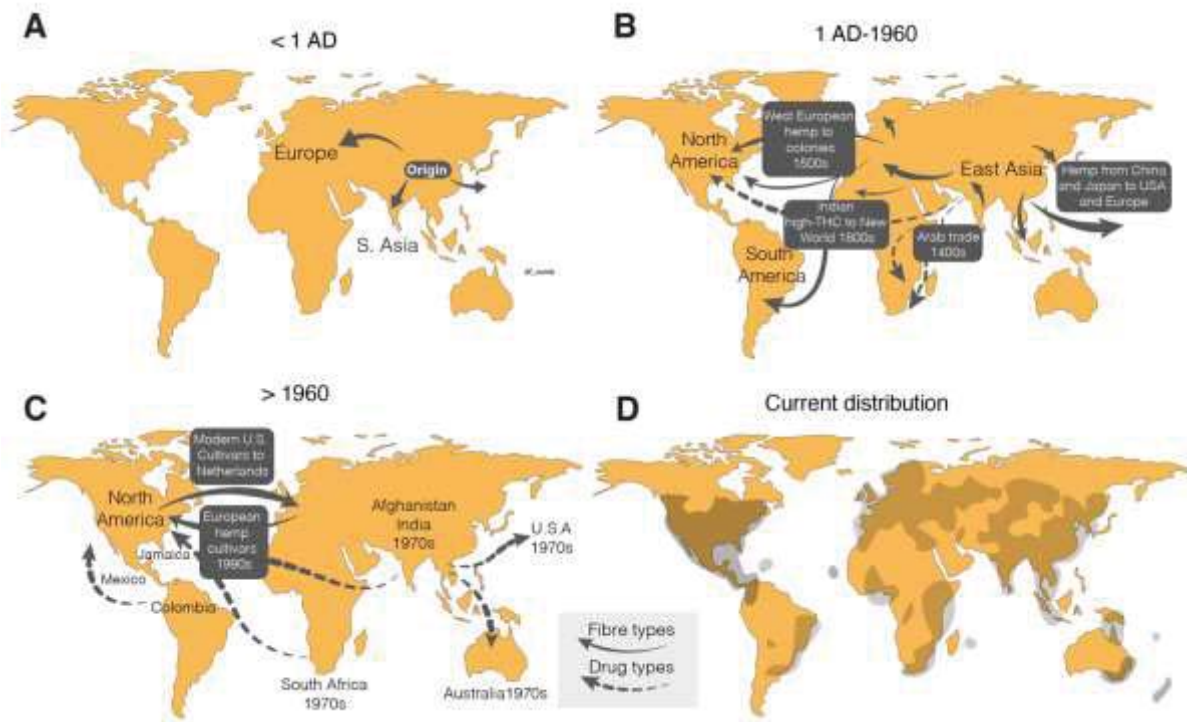 A
< 1 AD
Europe
Origin
S. Asia
B
1 AD-1960
North
America
West European
hemp to
colonies
1500s
East Asia
Hemp from China
and Japan to USA
and Europe
Indian
high-THC to New
World 1800s
Arab trade
1400s
South
America
C
> 1960
Modern U.S.
Cultivars to
Netherlands
North
America
European
hemp
cultivars
1990s
Afghanistan
India
1970s
U.S.A
1970s
Jamaica
Mexico
Colombia
South Africa
1970s
Australia1970s
Fibre types
Drug types
D
Current distribution